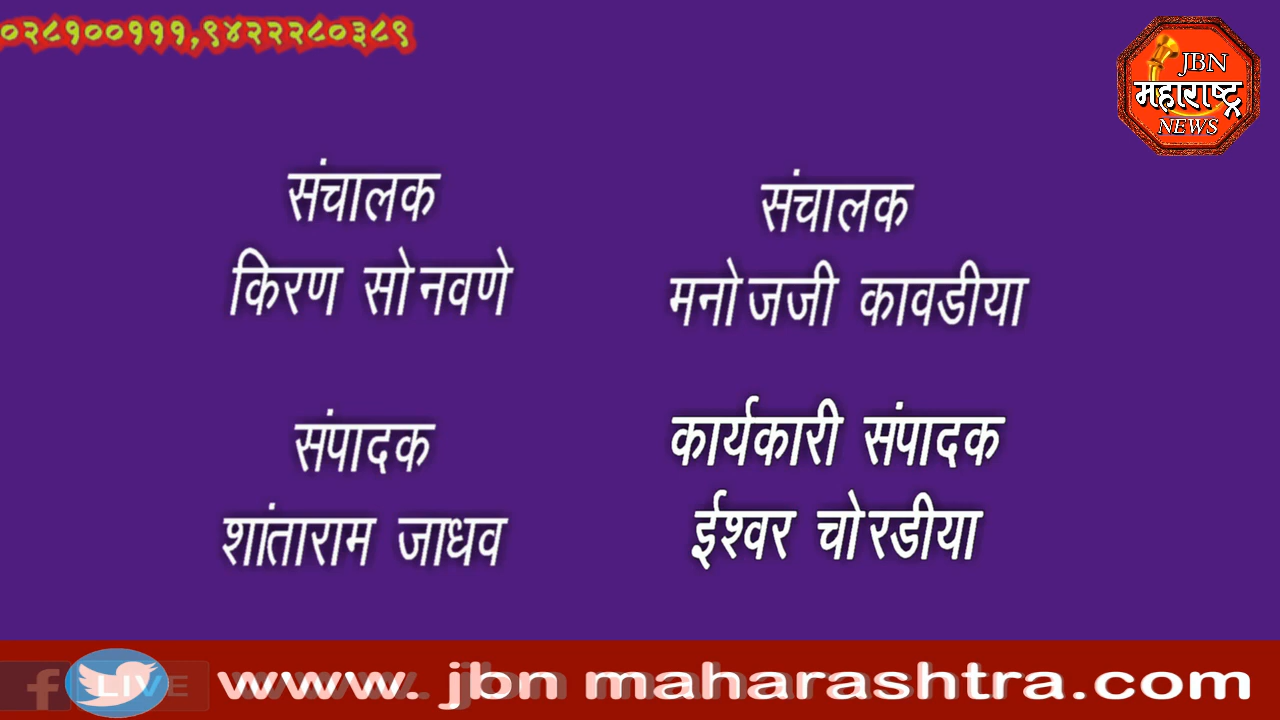 ०२८१००१११,९४२२२८०३८९
JBN
महाराष्ट्र
NEWS
संचालक
किरण सोनवणे
संचालक
मनोजजी कावडीया
संपादक
शांताराम जाधव
कार्यकारी संपादक
ईश्वर चोरडीया
f LIVE www. jbn maharashtra.com